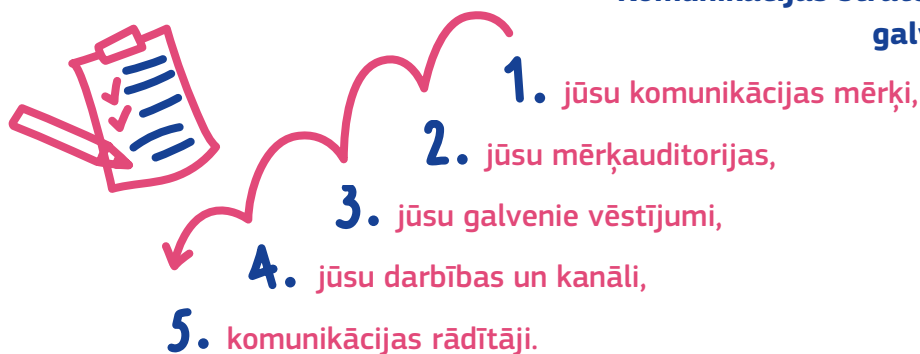 1. jūsu komunikācijas mērķi,
2. jūsu mērķauditorijas,
3. jūsu galvenie vēstījumi,
4. jūsu darbības un kanāli,
5. komunikācijas rādītāji.